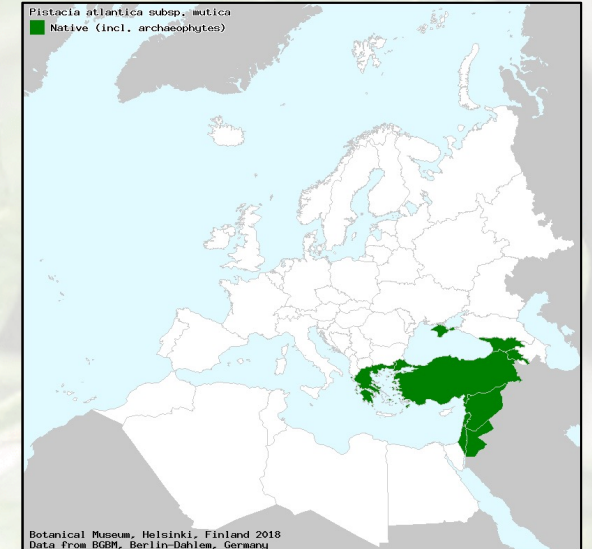 Pistacia atlantica subsp. mutica
Native (incl. archaeophytes)
Botanical Museum, Helsinki, Finland 2018
Data from BGBM, Berlin-Dahlem, Germany